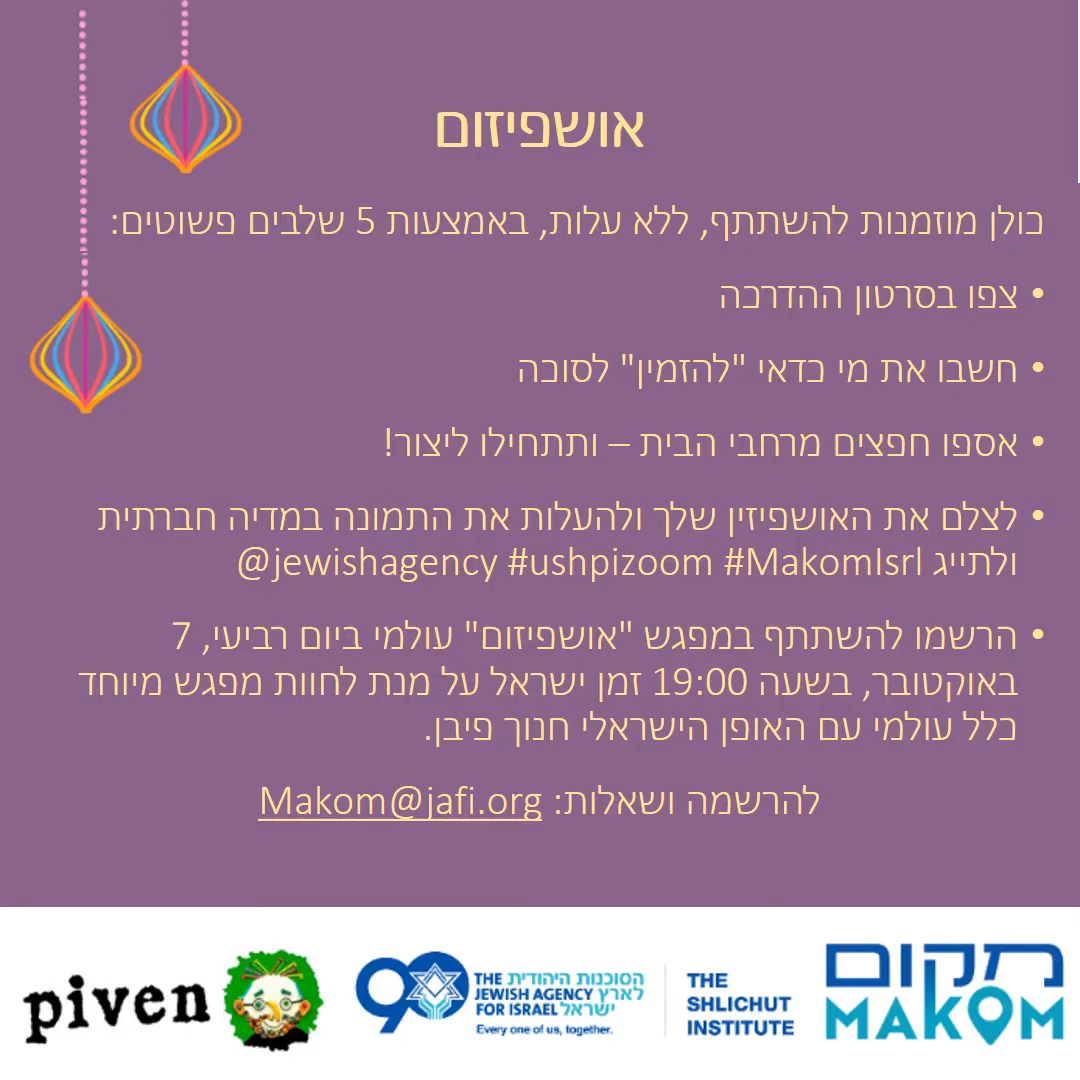 אושפיזום
כולן מוזמנות להשתתף, ללא עלות, באמצעות 5 שלבים פשוטים:
• צפו בסרטון ההדרכה
• חשבו את מי כדאי "להזמין" לסוכה
• אספו חפצים מרחבי הבית – ותתחילו ליצור!
• לצלם את האושפיזין שלך ולהעלות את התמונה במדיה חברתית
ולתייג @jewishagency #ushpizoom #MakomIsrl
• הרשמו להשתתף במפגש "אושפיזום" עולמי ביום רביעי, 7
באוקטובר, בשעה 19:00 זמן ישראל על מנת לחוות מפגש מיוחד
כלל עולמי עם האופן הישראלי חנוך פיבן.
להרשמה ושאלות: Makom@jafi.org
piven
90
THE הסוכנות היהודית
JEWISH AGENCY לארץ
FOR ISRAEL ישראל
Every one of us, together.
THE
SHLICHUT
INSTITUTE
מקום
MAKOM